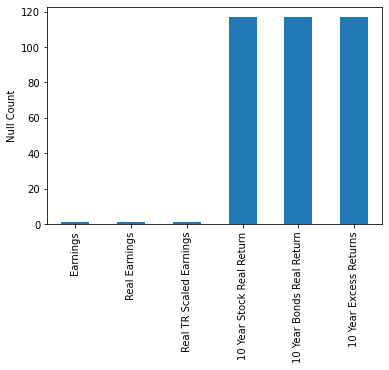 120
100
80
60
40
20
0
Null Count
Earnings
Real Earnings
Real TR Scaled Earnings
10 Year Stock Real Return
10 Year Bonds Real Return
10 Year Excess Returns